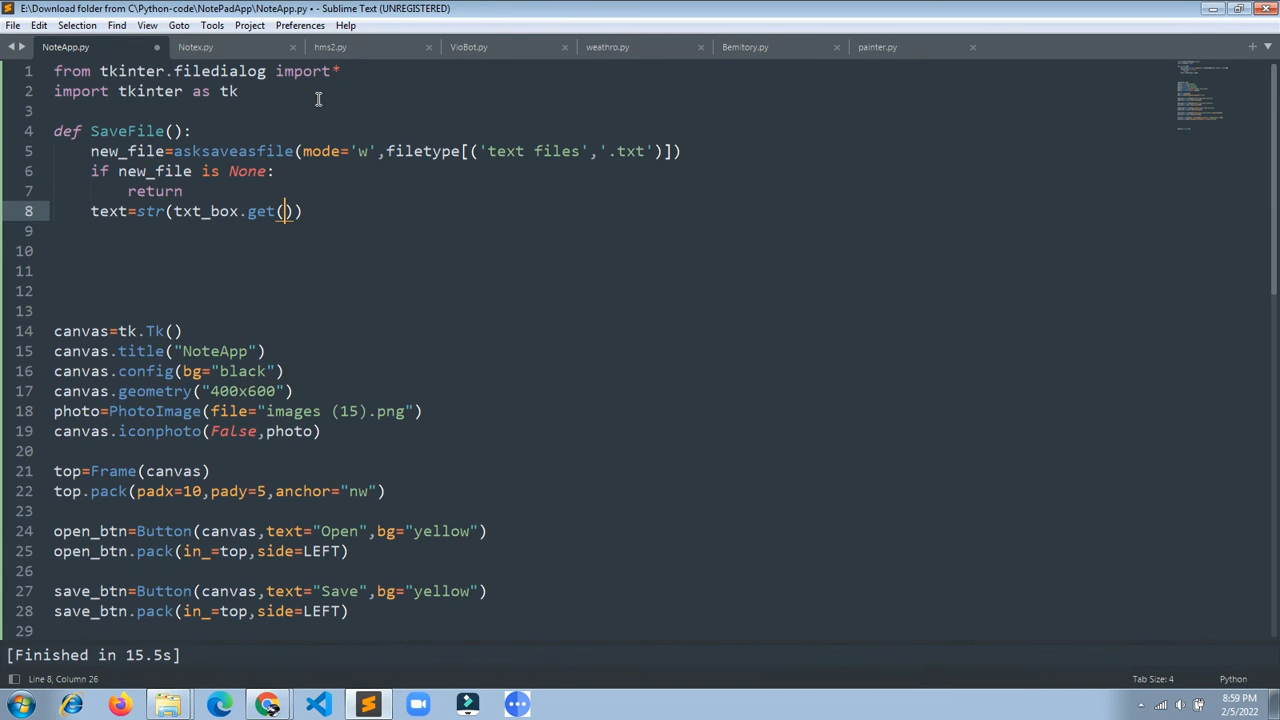 E:\Download folder from C\Python-code\NotePadApp\NoteApp.py • - Sublime Text (UNREGISTERED)
File Edit Selection Find View Goto Tools Project Preferences Help
NoteApp.py Notex.py hms2.py VioBot.py weathro.py Bemitory.py painter.py
1 from tkinter.filedialog import*
2 import tkinter as tk
3
4 def SaveFile():
5 new_file=asksaveasfile(mode='w',filetype[('text files','.txt')])
6 if new_file is None:
7 return
8 text=str(txt_box.get())
9
10
11
12
13
14 canvas=tk.Tk()
15 canvas.title("NoteApp")
16 canvas.config(bg="black")
17 canvas.geometry("400x600")
18 photo=PhotoImage(file="images (15).png")
19 canvas.iconphoto(False,photo)
20
21 top=Frame(canvas)
22 top.pack(padx=10,pady=5,anchor="nw")
23
24 open_btn=Button(canvas,text="Open",bg="yellow")
25 open_btn.pack(in_=top,side=LEFT)
26
27 save_btn=Button(canvas,text="Save",bg="yellow")
28 save_btn.pack(in_=top,side=LEFT)
29
[Finished in 15.5s]
Line 8, Column 26 Tab Size: 4 Python
8:59 PM
2/5/2022